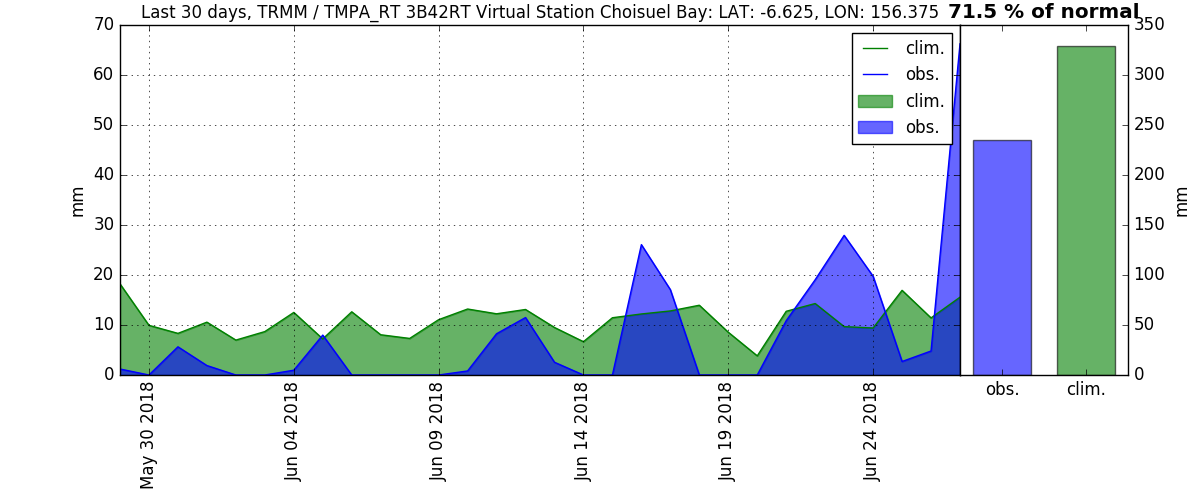 Last 30 days, TRMM / TMPA_RT 3B42RT Virtual Station Choisuel Bay: LAT: -6.625, LON: 156.375 71.5 % of normal
70
60
50
40
30
20
10
0
mm
clim.
obs.
clim.
obs.
May 30 2018
Jun 04 2018
Jun 09 2018
Jun 14 2018
Jun 19 2018
Jun 24 2018
350
300
250
200
150
100
50
0
mm
obs.
clim.